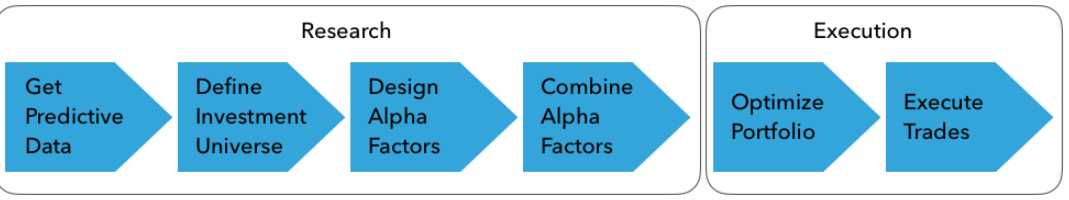 Research
Get
Predictive
Data
Define
Investment
Universe
Design
Alpha
Factors
Combine
Alpha
Factors
Execution
Optimize
Portfolio
Execute
Trades